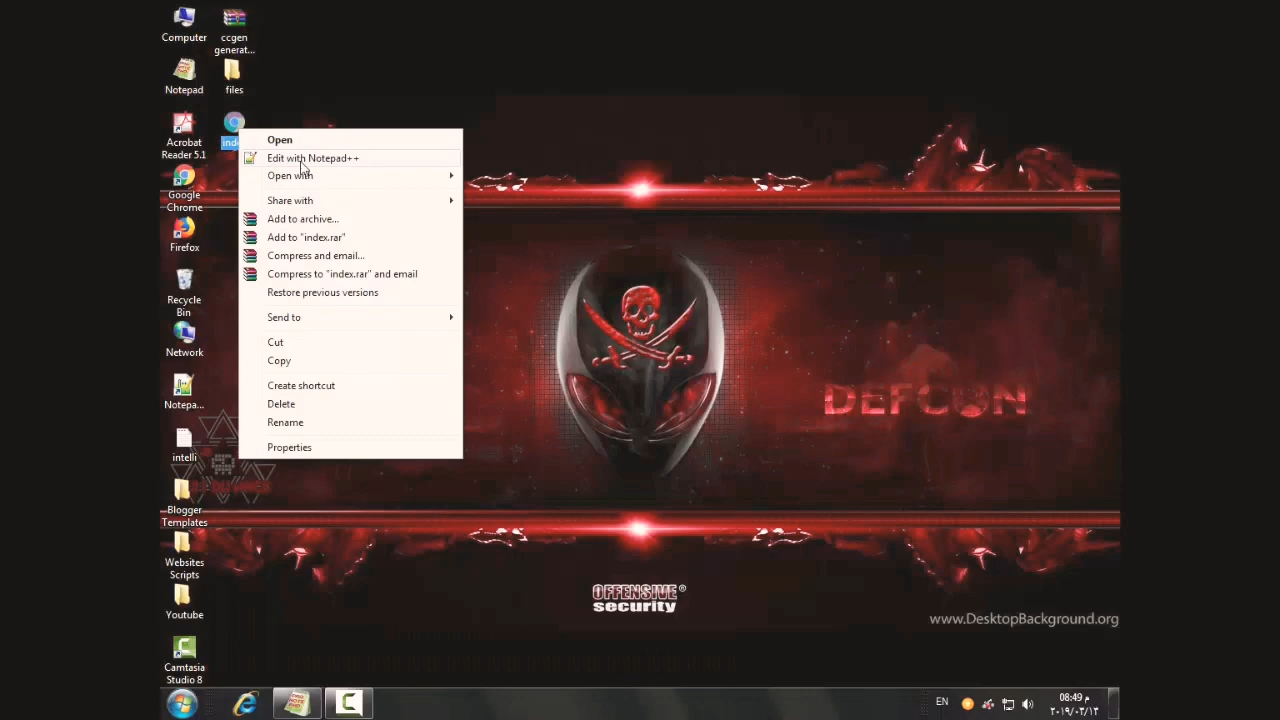 Computer
ccgen
generat...
Notepad
files
Acrobat
Reader 5.1
Google
Chrome
Firefox
Recycle
Bin
Network
Notepa...
intelli
Blogger
Templates
Websites
Scripts
Youtube
Camtasia
Studio 8
Open
Edit with Notepad++
Open with
Share with
Add to archive...
Add to "index.rar"
Compress and email...
Compress to "index.rar" and email
Restore previous versions
Send to
Cut
Copy
Create shortcut
Delete
Rename
Properties
DEFCON
OFFENSIVE®
security
www.DesktopBackground.org
EN
08:49 م
٢٠١٩/٠٣/١٣